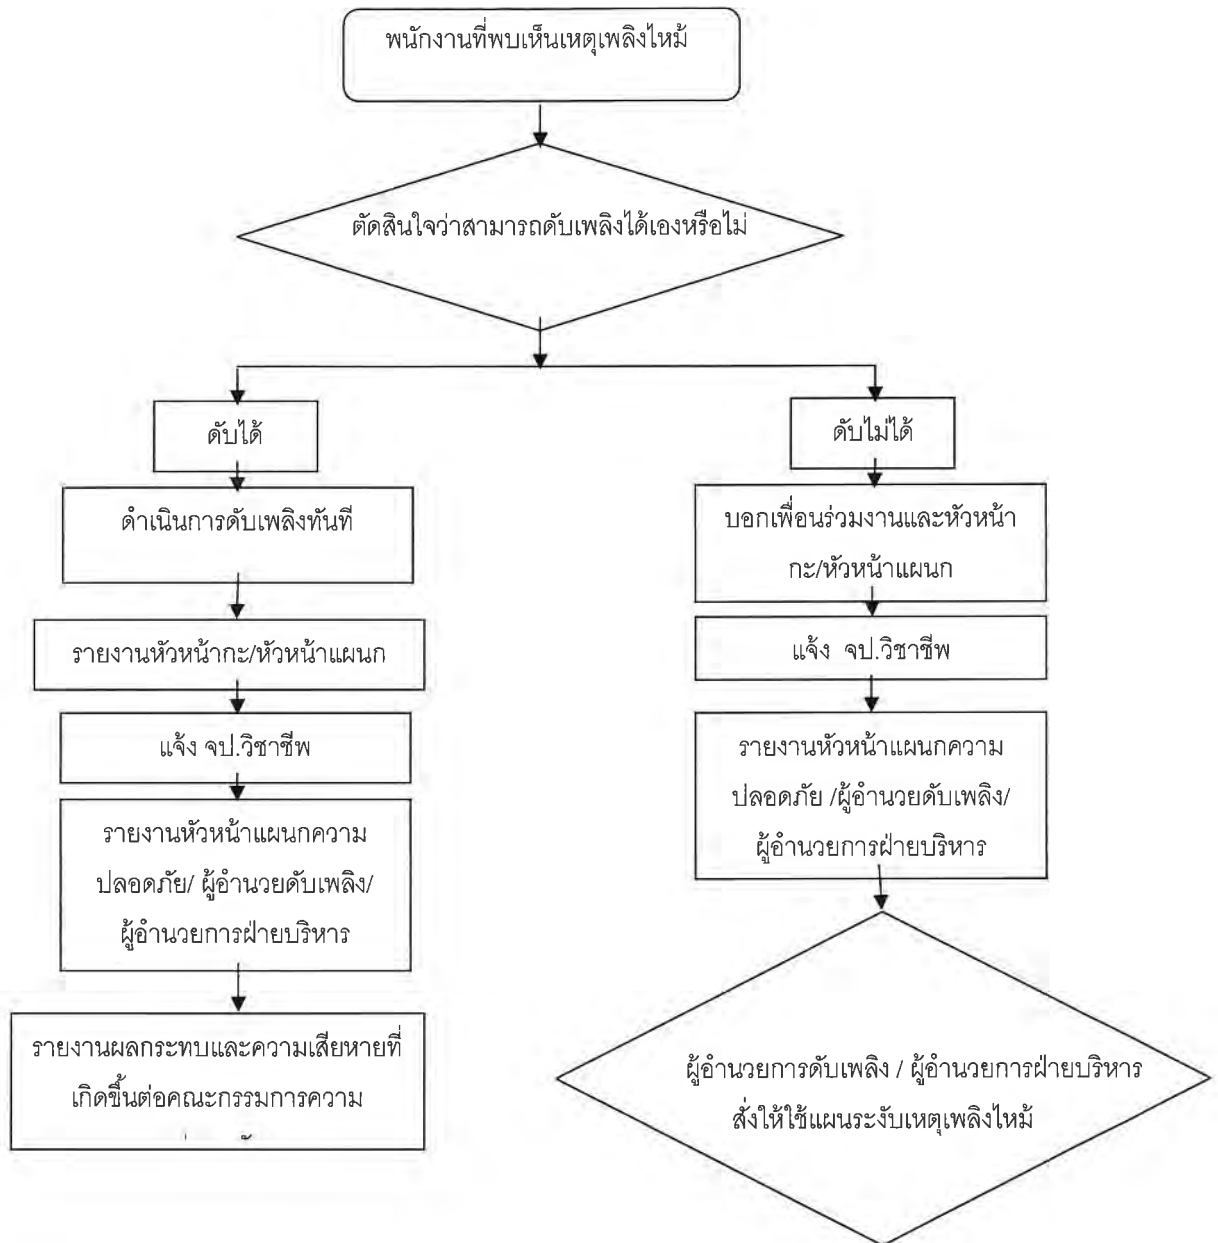 พนักงานที่พบเห็นเหตุเพลิงไหม้
ตัดสินใจว่าสามารถดับเพลิงได้เองหรือไม่
ดับได้
ดำเนินการดับเพลิงทันที
รายงานหัวหน้ากะ/หัวหน้าแผนก
แจ้ง จป.วิชาชีพ
รายงานหัวหน้าแผนกความ
ปลอดภัย/ ผู้อำนวยดับเพลิง/
ผู้อำนวยการฝ่ายบริหาร
รายงานผลกระทบและความเสียหายที่
เกิดขึ้นต่อคณะกรรมการความ
ดับไม่ได้
บอกเพื่อนร่วมงานและหัวหน้า
กะ/หัวหน้าแผนก
แจ้ง จป.วิชาชีพ
รายงานหัวหน้าแผนกความ
ปลอดภัย /ผู้อำนวยดับเพลิง/
ผู้อำนวยการฝ่ายบริหาร
ผู้อำนวยการดับเพลิง / ผู้อำนวยการฝ่ายบริหาร
สั่งให้ใช้แผนระงับเหตุเพลิงไหม้